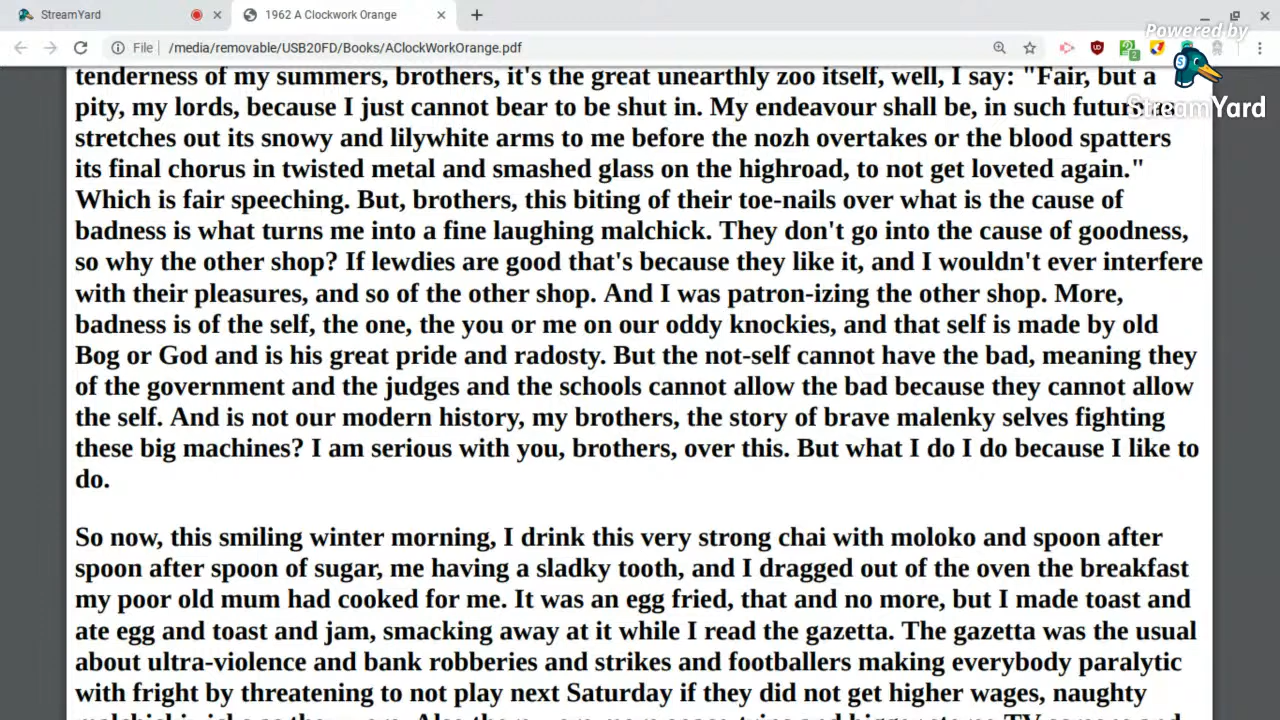 StreamYard
1962 A Clockwork Orange
File | /media/removable/USB20FD/Books/AClockWorkOrange.pdf
2
Powered by
S
StreamYard
tenderness of my summers, brothers, it's the great unearthly zoo itself, well, I say: "Fair, but a
pity, my lords, because I just cannot bear to be shut in. My endeavour shall be, in such future as
stretches out its snowy and lilywhite arms to me before the nozh overtakes or the blood spatters
its final chorus in twisted metal and smashed glass on the highroad, to not get loveted again."
Which is fair speeching. But, brothers, this biting of their toe-nails over what is the cause of
badness is what turns me into a fine laughing malchick. They don't go into the cause of goodness,
so why the other shop? If lewdies are good that's because they like it, and I wouldn't ever interfere
with their pleasures, and so of the other shop. And I was patron-izing the other shop. More,
badness is of the self, the one, the you or me on our oddy knockies, and that self is made by old
Bog or God and is his great pride and radosty. But the not-self cannot have the bad, meaning they
of the government and the judges and the schools cannot allow the bad because they cannot allow
the self. And is not our modern history, my brothers, the story of brave malenky selves fighting
these big machines? I am serious with you, brothers, over this. But what I do I do because I like to
do.
So now, this smiling winter morning, I drink this very strong chai with moloko and spoon after
spoon after spoon of sugar, me having a sladky tooth, and I dragged out of the oven the breakfast
my poor old mum had cooked for me. It was an egg fried, that and no more, but I made toast and
ate egg and toast and jam, smacking away at it while I read the gazetta. The gazetta was the usual
about ultra-violence and bank robberies and strikes and footballers making everybody paralytic
with fright by threatening to not play next Saturday if they did not get higher wages, naughty